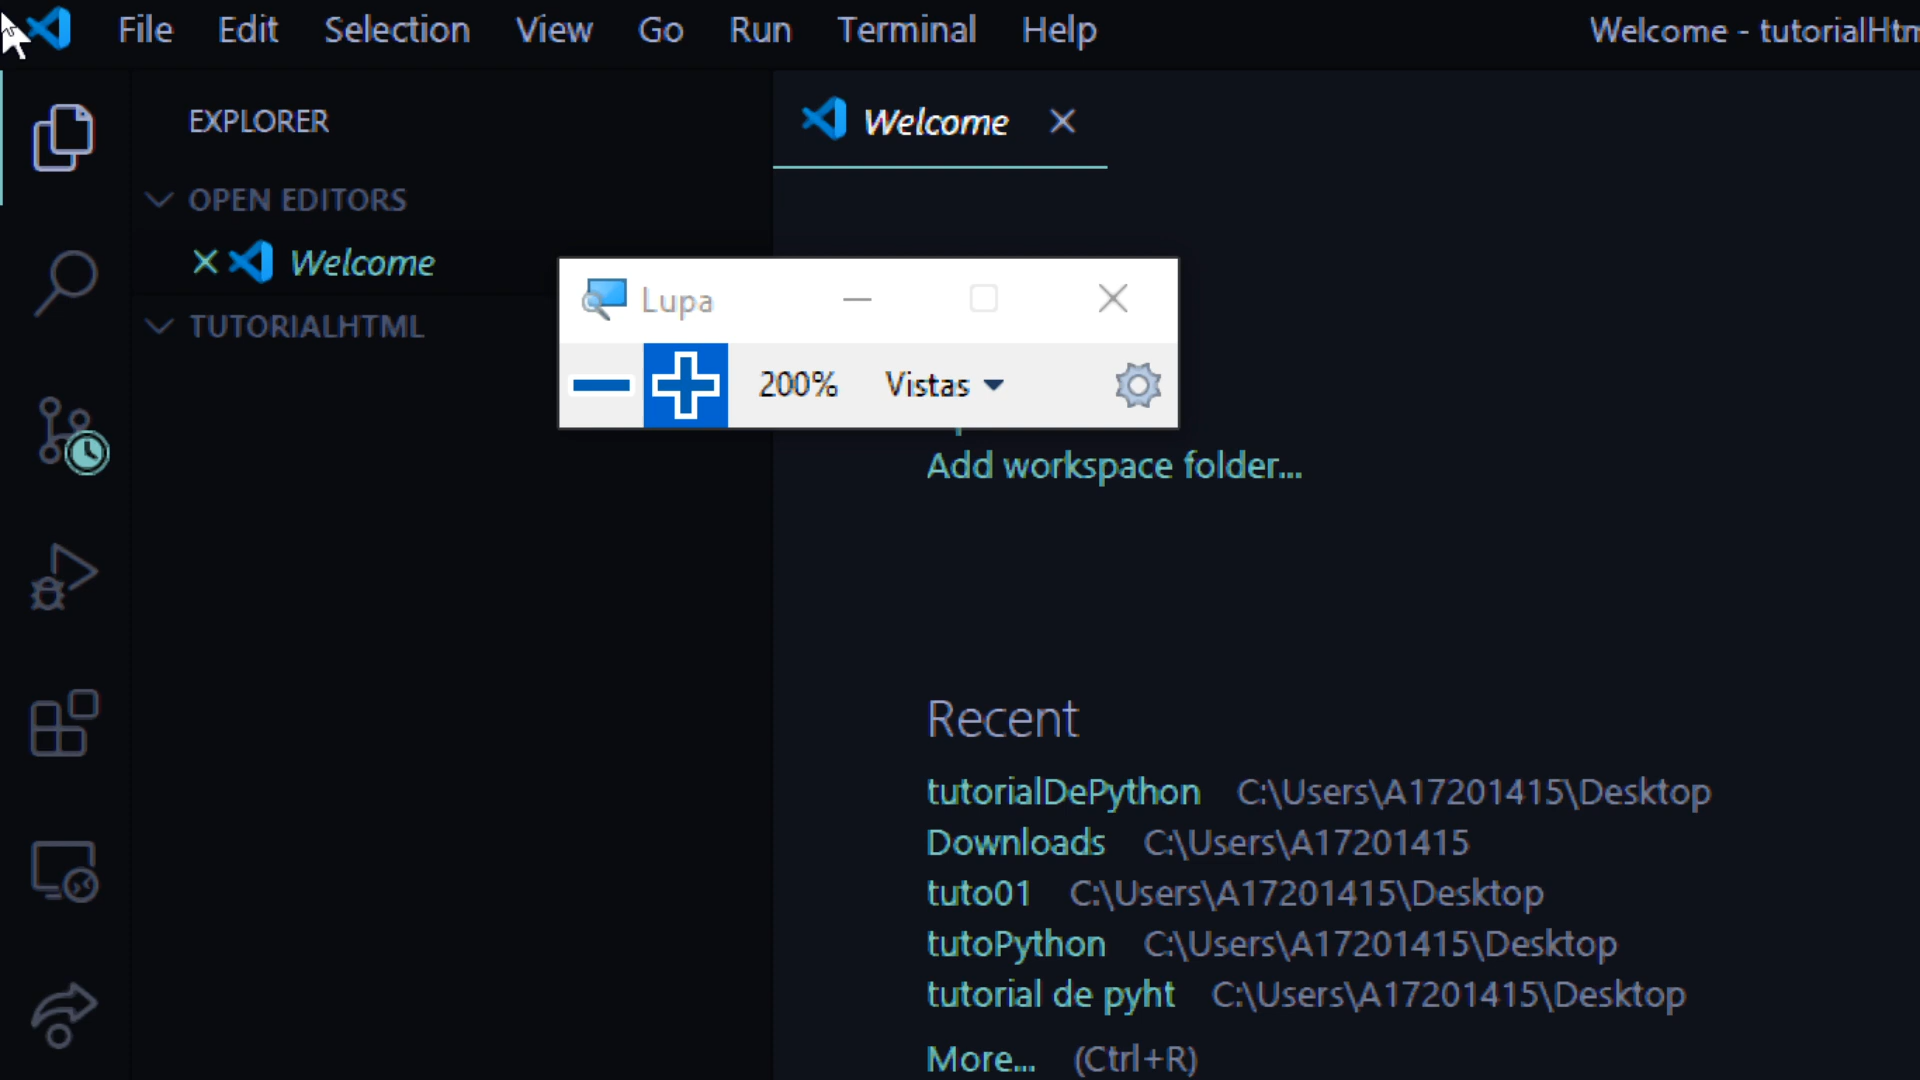 File Edit Selection View Go Run Terminal Help
Welcome - tutorialHtm
EXPLORER
Welcome
OPEN EDITORS
Welcome
TUTORIALHTML
Lupa
200% Vistas
Add workspace folder...
Recent
tutorialDePython C:\Users\A17201415\Desktop
Downloads C:\Users\A17201415
tuto01 C:\Users\A17201415\Desktop
tutoPython C:\Users\A17201415\Desktop
tutorial de pyht C:\Users\A17201415\Desktop
More... (Ctrl+R)